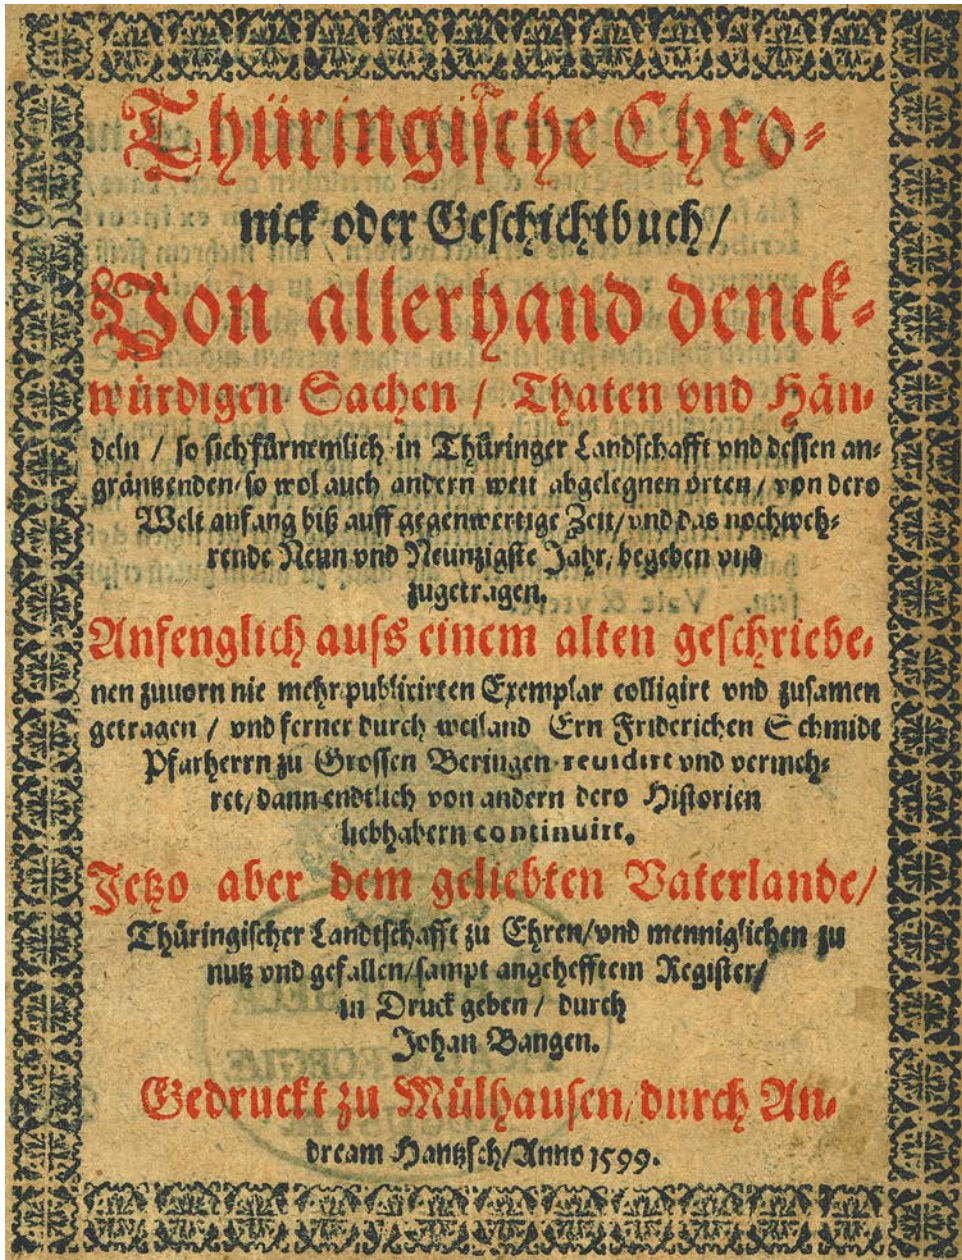 Thüringische Chro-
nick oder Geschichtbuch/
Von allerhand denck-
würdigen Sachen / Thaten vnd Hän-
deln / so sich fürnemlich in Thüringer Landschafft vnd dessen an-
gräntzenden/ so wol auch andern weit abgelegnen örten / von dero
Welt anfang biß auff gegenwertige Zeit/ vnd das nochweh-
rende Neun vnd Neunzigste Jahr, begeben vnd
zugetragen.
Anfenglich auss einem alten geschriebe-
nen zuuorn nie mehr publicirten Exemplar colligirt vnd zusamen
getragen / vnd ferner durch weiland Ern Friderichen Schmidt
Pfarherrn zu Grossen Beringen reuidirt vnd vermeh-
ret/ dann endtlich von andern dero Historien
liebhabern continuirt.
Jetzo aber dem geliebten Vaterlande/
Thüringischer Landtschafft zu Ehren/ vnd menniglichen zu
nutz vnd gefallen/ sampt angehefftem Register/
in Druck geben / durch
Johan Bangen.
Gedruckt zu Mülhausen/ durch An-
dream Hantzsch/ Anno 1599.